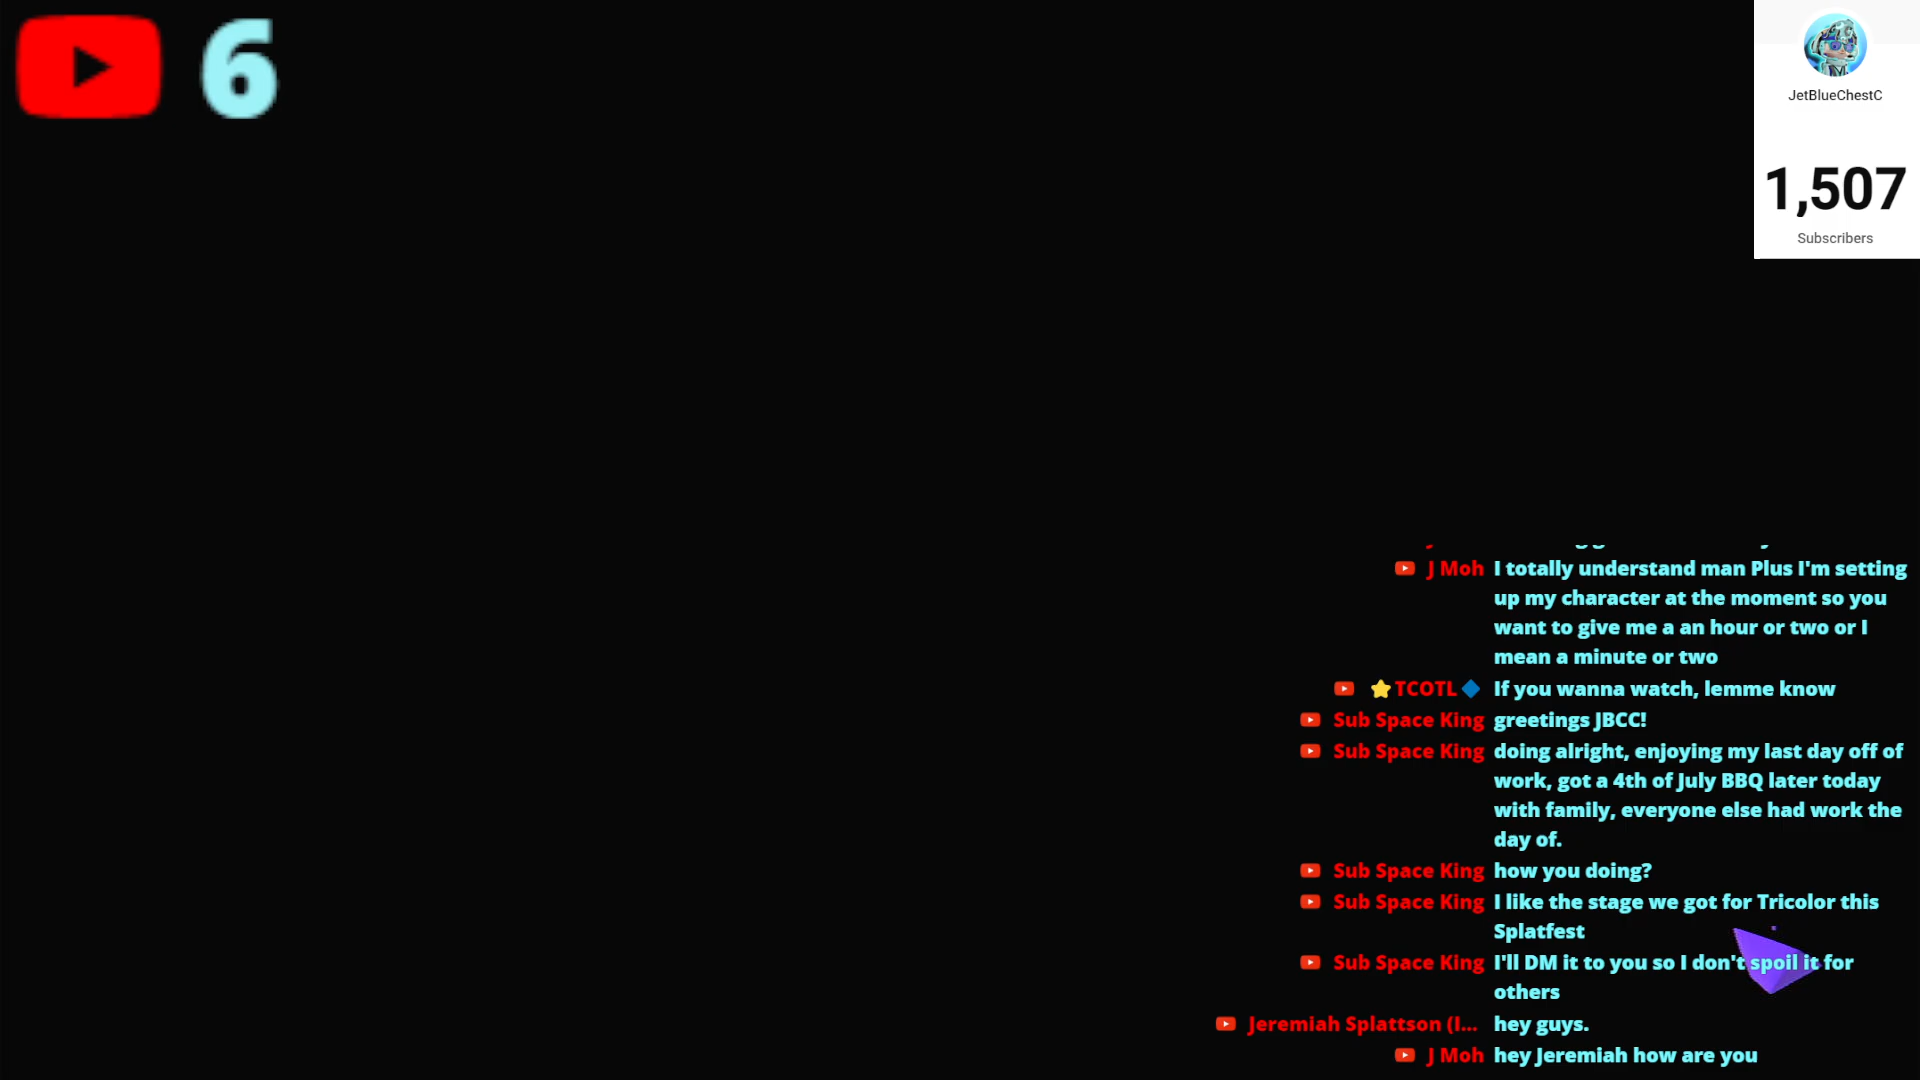 6
JetBlueChestC
1,507
Subscribers
J Moh I totally understand man Plus I'm setting
up my character at the moment so you
want to give me a an hour or two or I
mean a minute or two
TCOTL If you wanna watch, lemme know
Sub Space King greetings JBCC!
Sub Space King doing alright, enjoying my last day off of
work, got a 4th of July BBQ later today
with family, everyone else had work the
day of.
Sub Space King how you doing?
Sub Space King I like the stage we got for Tricolor this
Splatfest
Sub Space King I'll DM it to you so I don't spoil it for
others
Jeremiah Splattson (I... hey guys.
J Moh hey Jeremiah how are you